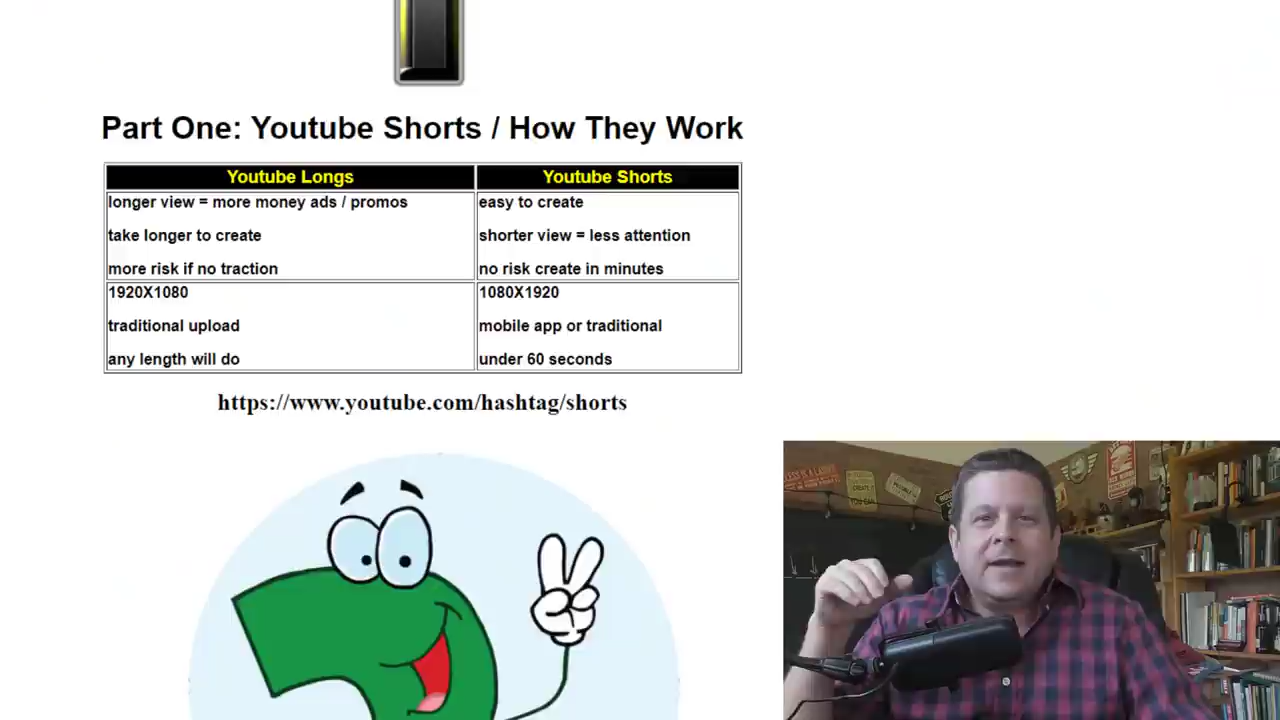 Part One: Youtube Shorts / How They Work
Youtube Longs
Youtube Shorts
longer view = more money ads / promos
take longer to create
more risk if no traction
easy to create
shorter view = less attention
no risk create in minutes
1920X1080
traditional upload
any length will do
1080X1920
mobile app or traditional
under 60 seconds
https://www.youtube.com/hashtag/shorts